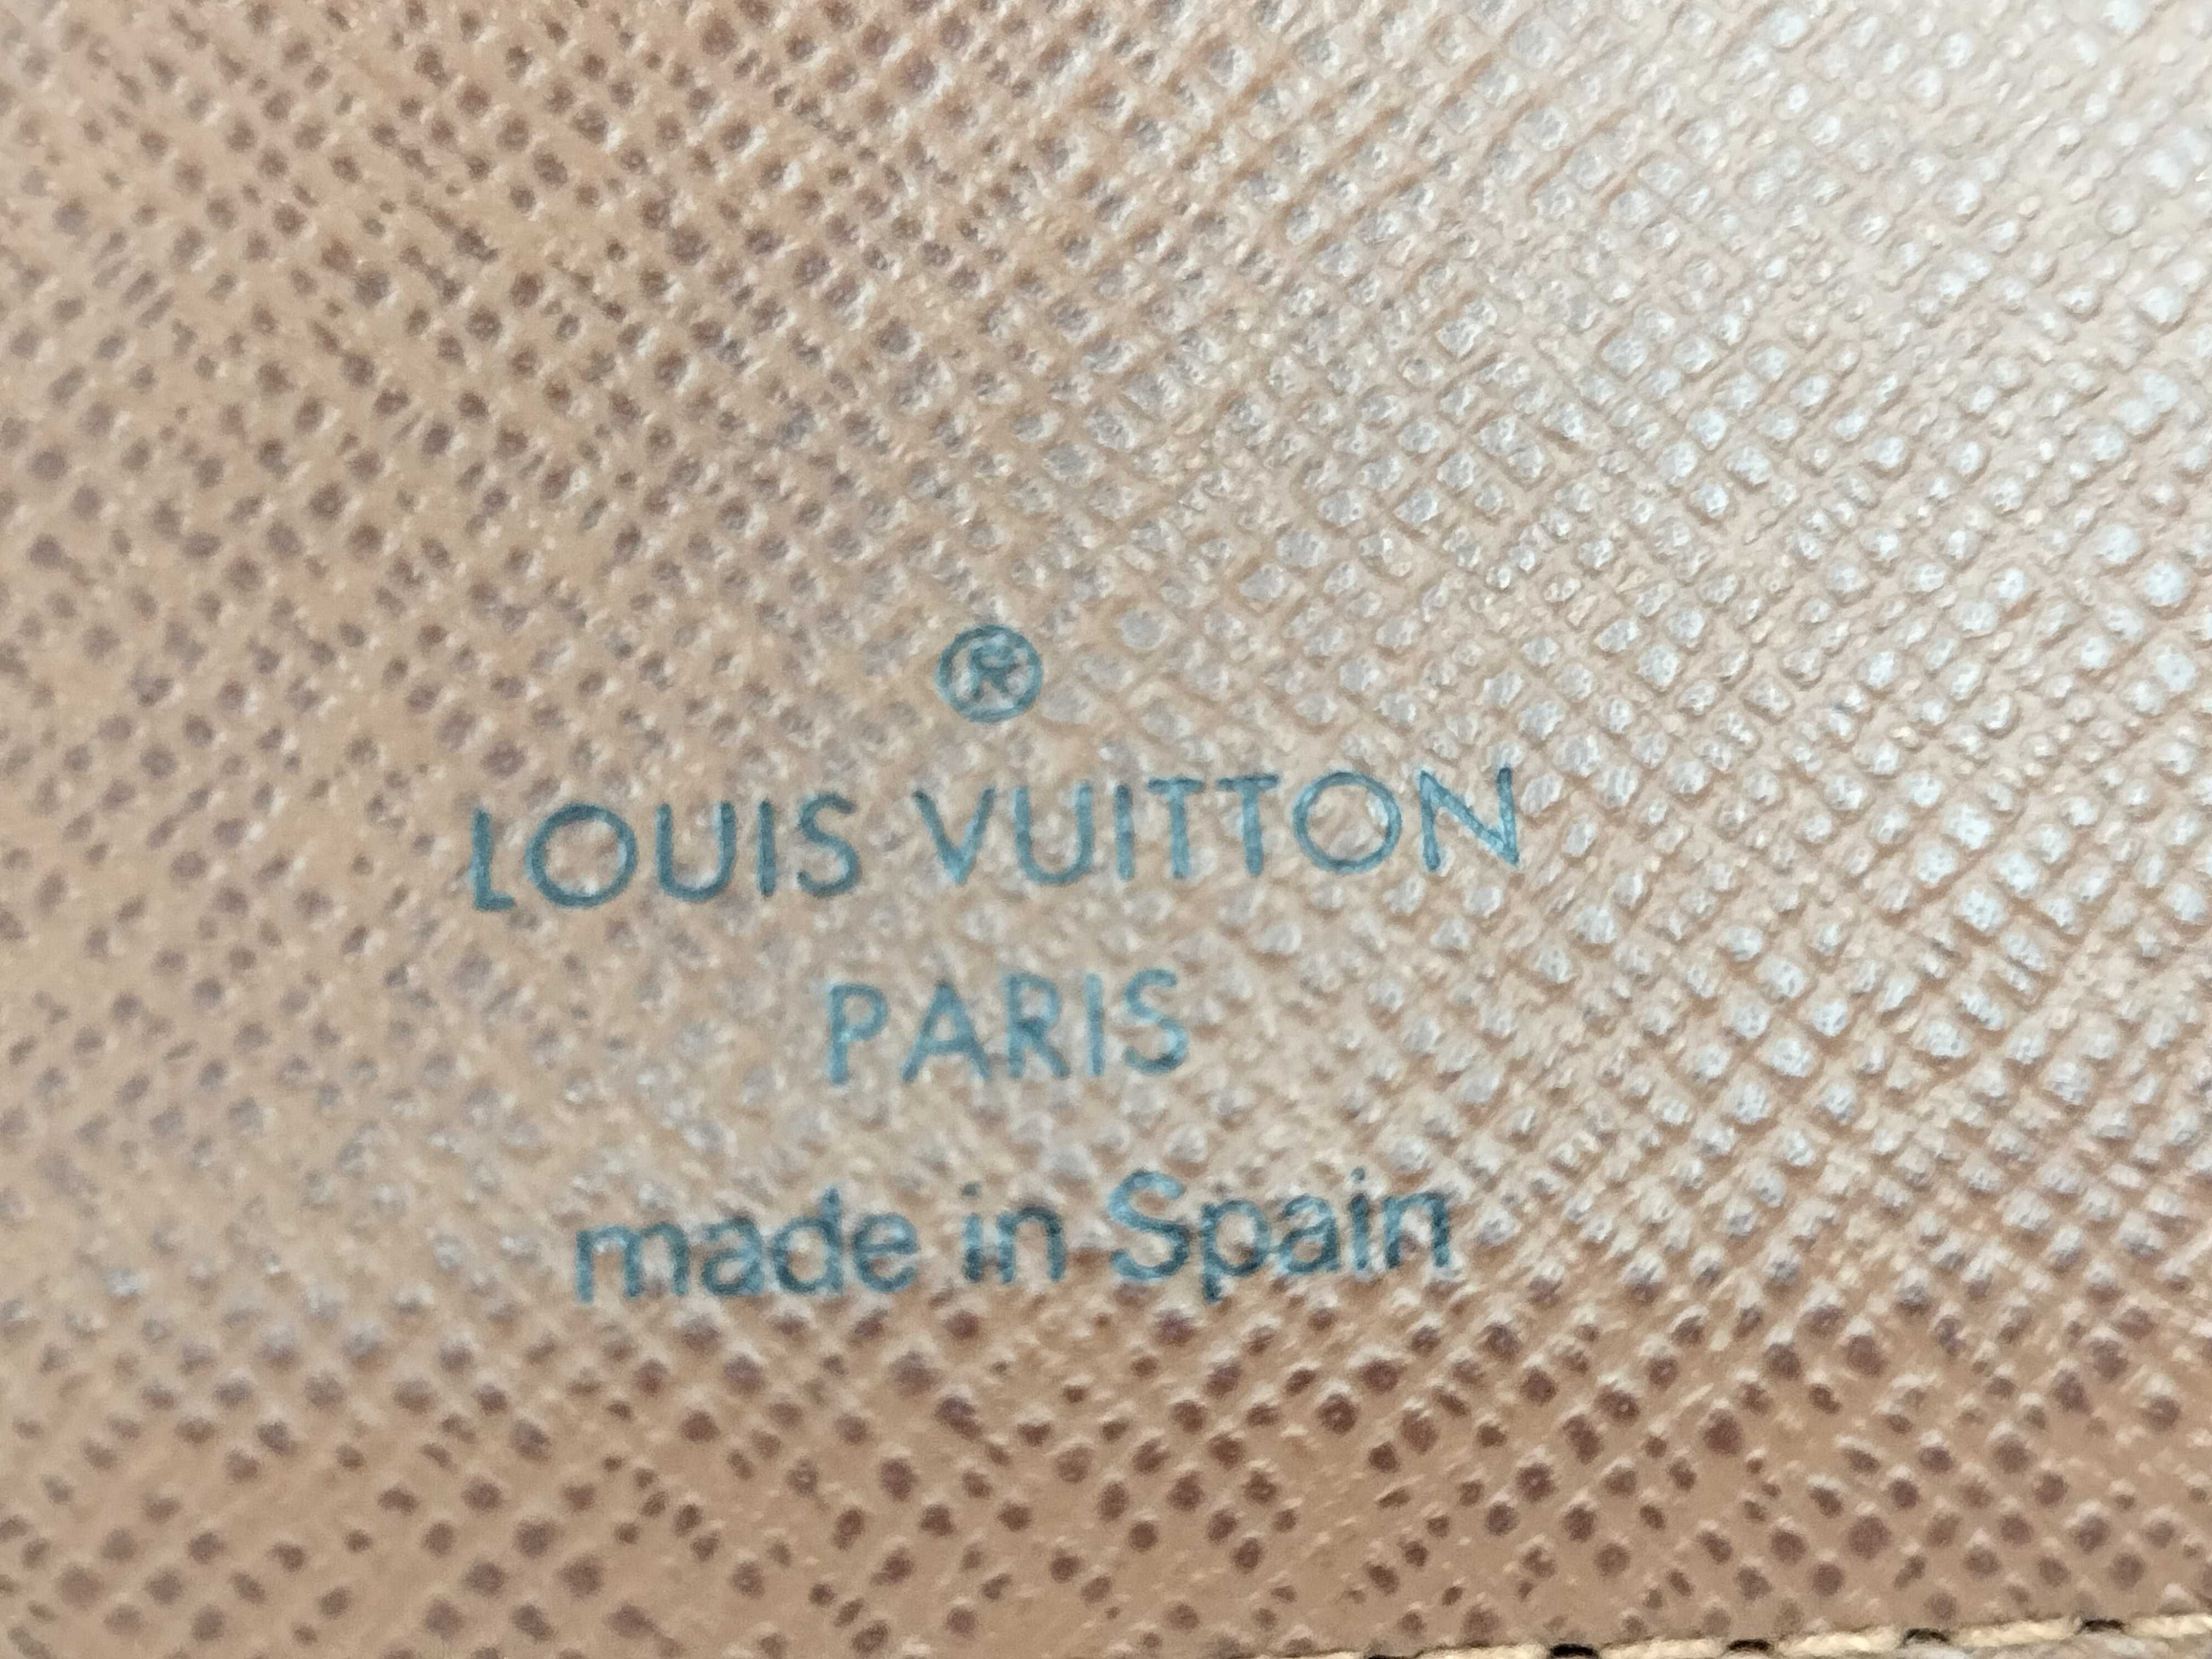 ®
LOUIS VUITTON
PARIS
made in Spain